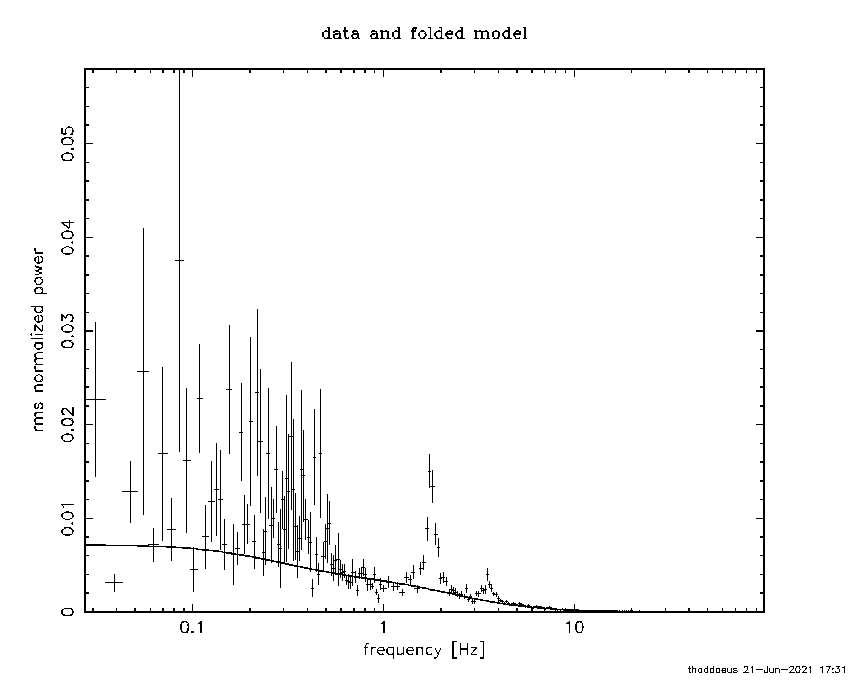 data and folded model
0.05
0.04
0.03
0.02
0.01
0
rms normalized power
0.1 1 10
frequency [Hz]
thoddaeus 21-Jun-2021 17:31